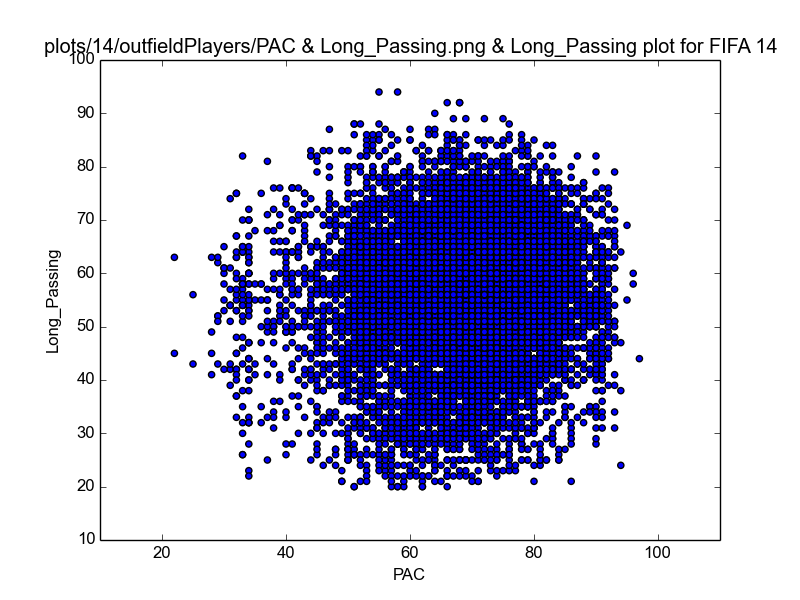 plots/14/outfieldPlayers/PAC & Long_Passing.png & Long_Passing plot for FIFA 14
100
90
80
70
60
50
40
30
20
10
Long_Passing
20 40 60 80 100
PAC